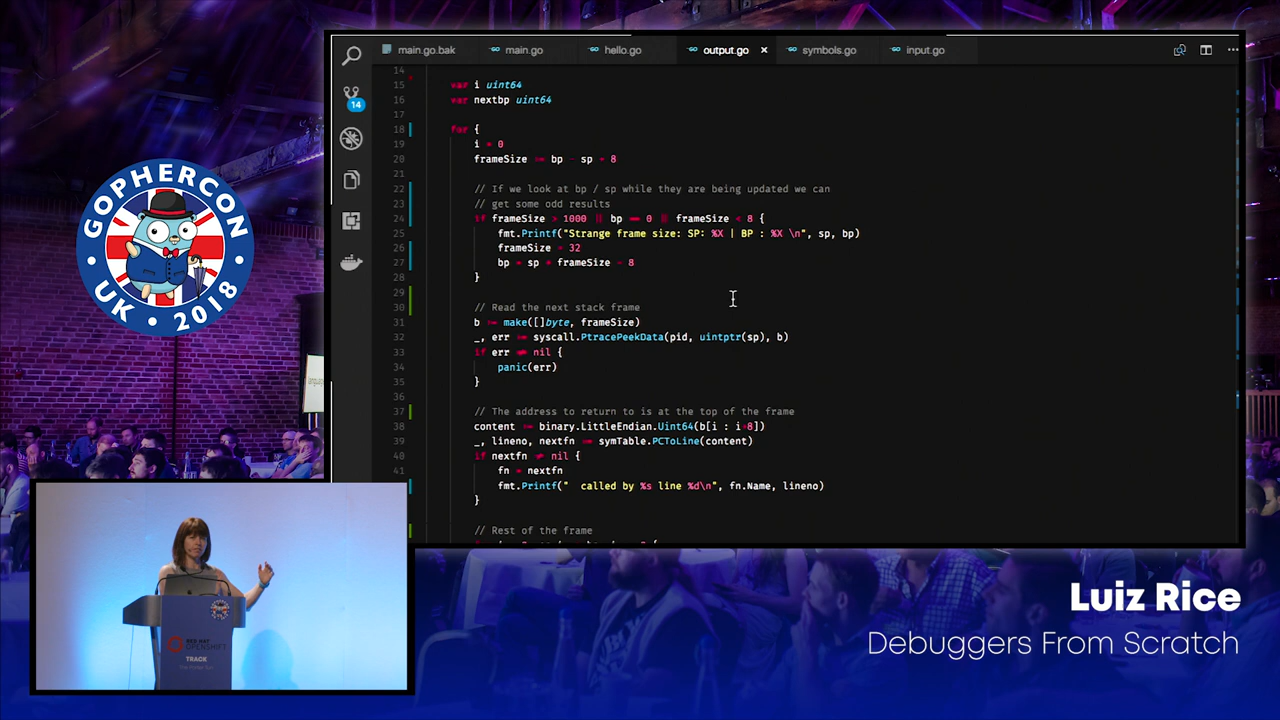 main.go.bak
main.go
hello.go
output.go
symbols.go
input.go
14
14
15 var i uint64
16 var nextbp uint64
17
18 for {
19 i = 0
20 frameSize := bp - sp + 8
21
22 // If we look at bp / sp while they are being updated we can
23 // get some odd results
24 if frameSize > 1000 || bp == 0 || frameSize < 8 {
25 fmt.Printf("Strange frame size: SP: %X | BP : %X \n", sp, bp)
26 frameSize = 32
27 bp = sp + frameSize - 8
28 }
29
30 // Read the next stack frame
31 b := make([]byte, frameSize)
32 _, err := syscall.PtracePeekData(pid, uintptr(sp), b)
33 if err != nil {
34 panic(err)
35 }
36
37 // The address to return to is at the top of the frame
38 content := binary.LittleEndian.Uint64(b[i : i+8])
39 _, lineno, nextfn := symTable.PCToLine(content)
40 if nextfn != nil {
41 fn = nextfn
42 fmt.Printf(" called by %s line %d\n", fn.Name, lineno)
43 }
44
45 // Rest of the frame
GOPHERCON
UK 2018
RED HAT
OPENSHIFT
TRACK
Luiz Rice
Debuggers From Scratch